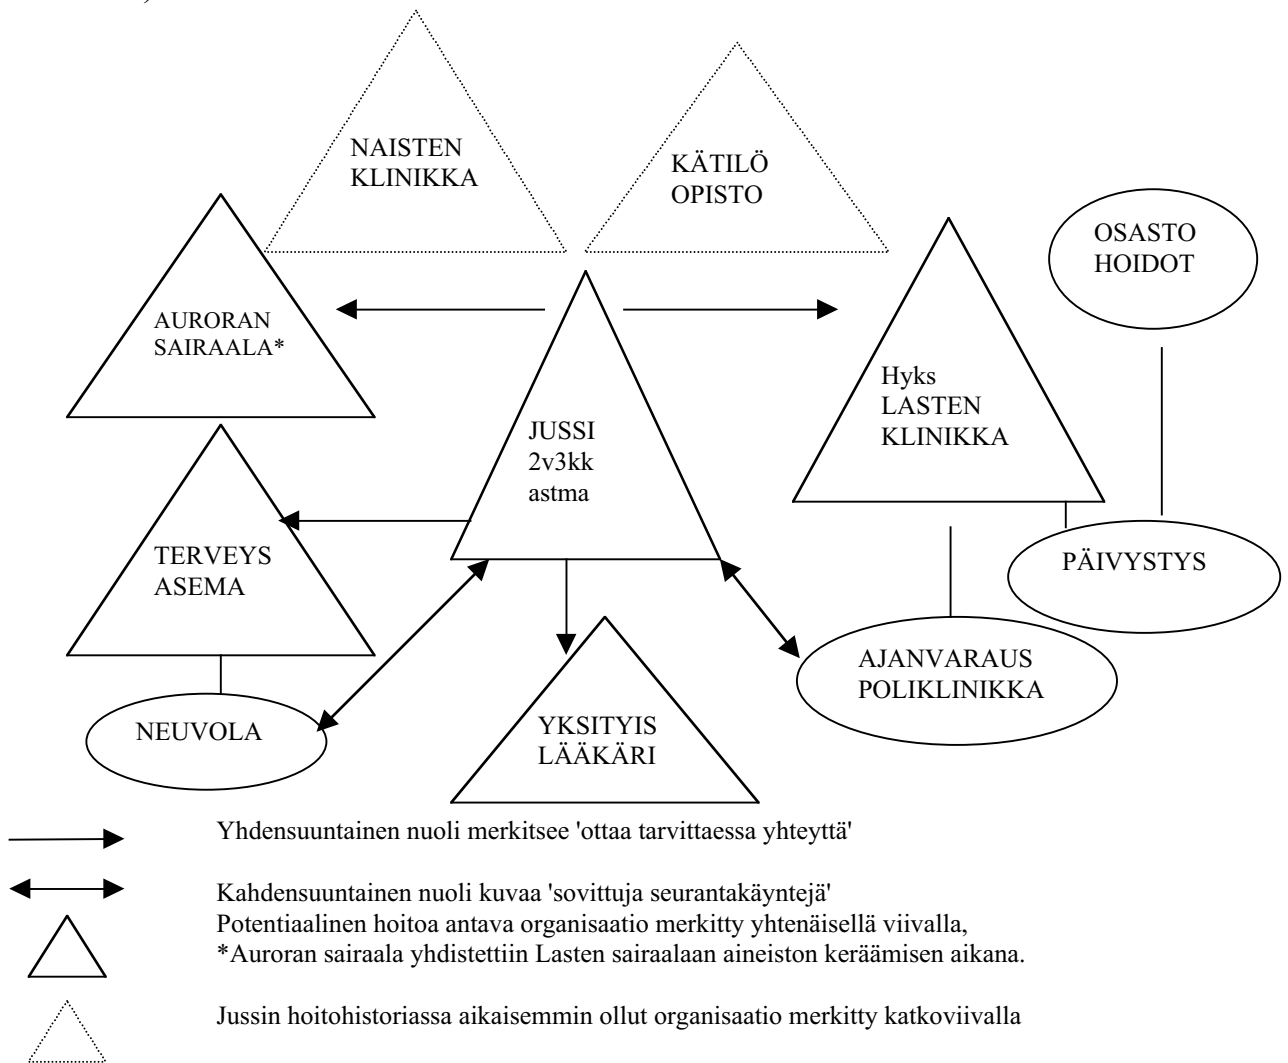 NAISTEN
KLINIKKA
KÄTILÖ
OPISTO
OSASTO
HOIDOT
AURORAN
SAIRAALA*
Hyks
LASTEN
KLINIKKA
JUSSI
2v3kk
astma
TERVEYS
ASEMA
PÄIVYSTYS
AJANVARAUS
POLIKLINIKKA
NEUVOLA
YKSITYIS
LÄÄKÄRI
Yhdensuuntainen nuoli merkitsee 'ottaa tarvittaessa yhteyttä'
Kahdensuuntainen nuoli kuvaa 'sovittuja seurantakäyntejä'
Potentiaalinen hoitoa antava organisaatio merkitty yhtenäisellä viivalla,
*Auroran sairaala yhdistettiin Lasten sairaalaan aineiston keräämisen aikana.
Jussin hoitohistoriassa aikaisemmin ollut organisaatio merkitty katkoviivalla